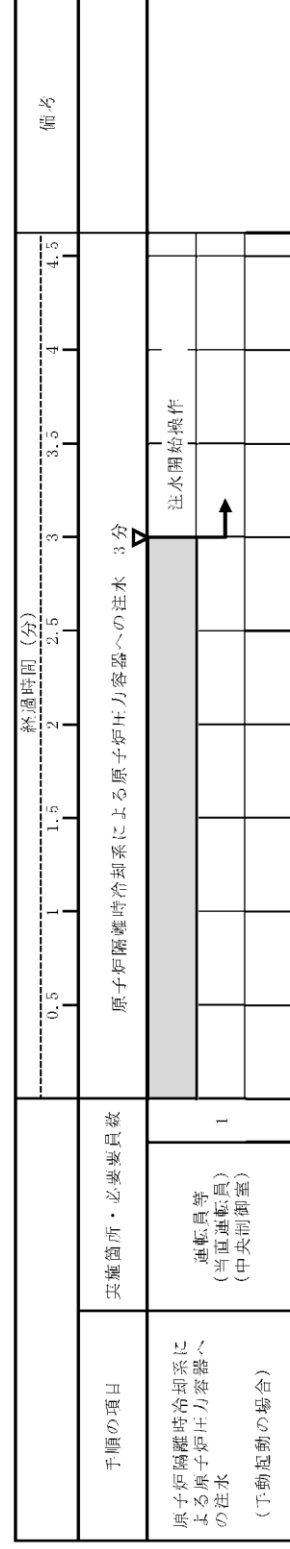 経過時間（分）
備考
0.5
1
1.5
2
2.5
3
3.5
4
4.5
手順の項目
実施箇所・必要要員数
原子炉隔離時冷却系による原子炉圧力容器への注水 3分
原子炉隔離時冷却系に
よる原子炉圧力容器へ
の注水
(手動起動の場合)
運転員等
(当直運転員)
(中央制御室)
1
注水開始操作